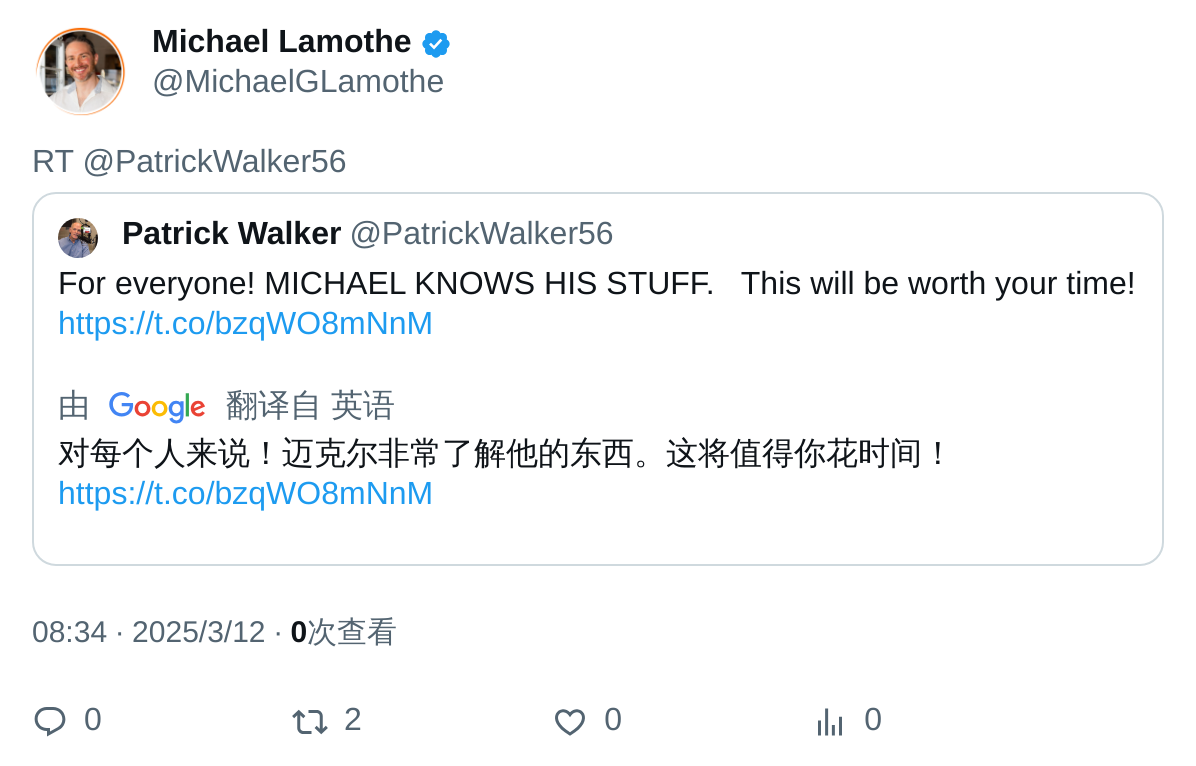 Michael Lamothe
@MichaelGLamothe
RT @PatrickWalker56
Patrick Walker @PatrickWalker56
For everyone! MICHAEL KNOWS HIS STUFF.   This will be worth your time!
https://t.co/bzqWO8mNnM
由 Google 翻译自 英语
对每个人来说！迈克尔非常了解他的东西。这将值得你花时间！
https://t.co/bzqWO8mNnM
08:34 · 2025/3/12 · 0次查看
0 2 0 0